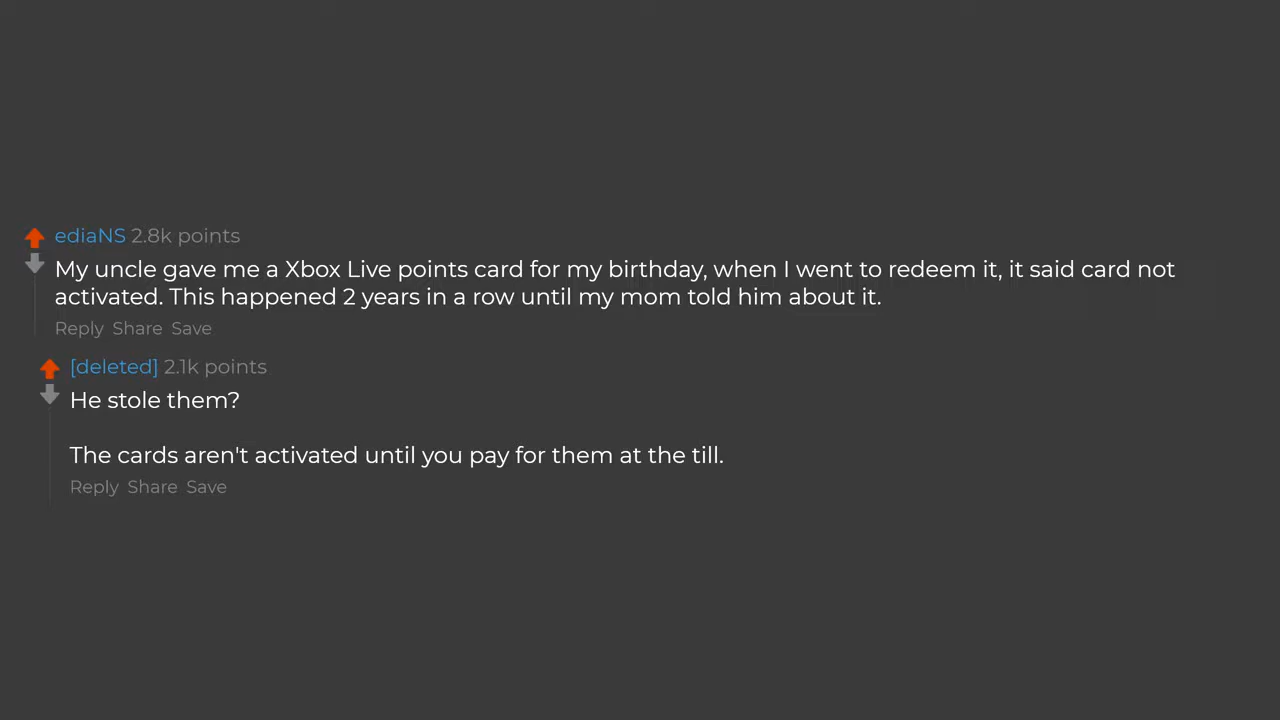 ediaNS 2.8k points
My uncle gave me a Xbox Live points card for my birthday, when I went to redeem it, it said card not
activated. This happened 2 years in a row until my mom told him about it.
Reply Share Save
[deleted] 2.1k points
He stole them?
The cards aren't activated until you pay for them at the till.
Reply Share Save